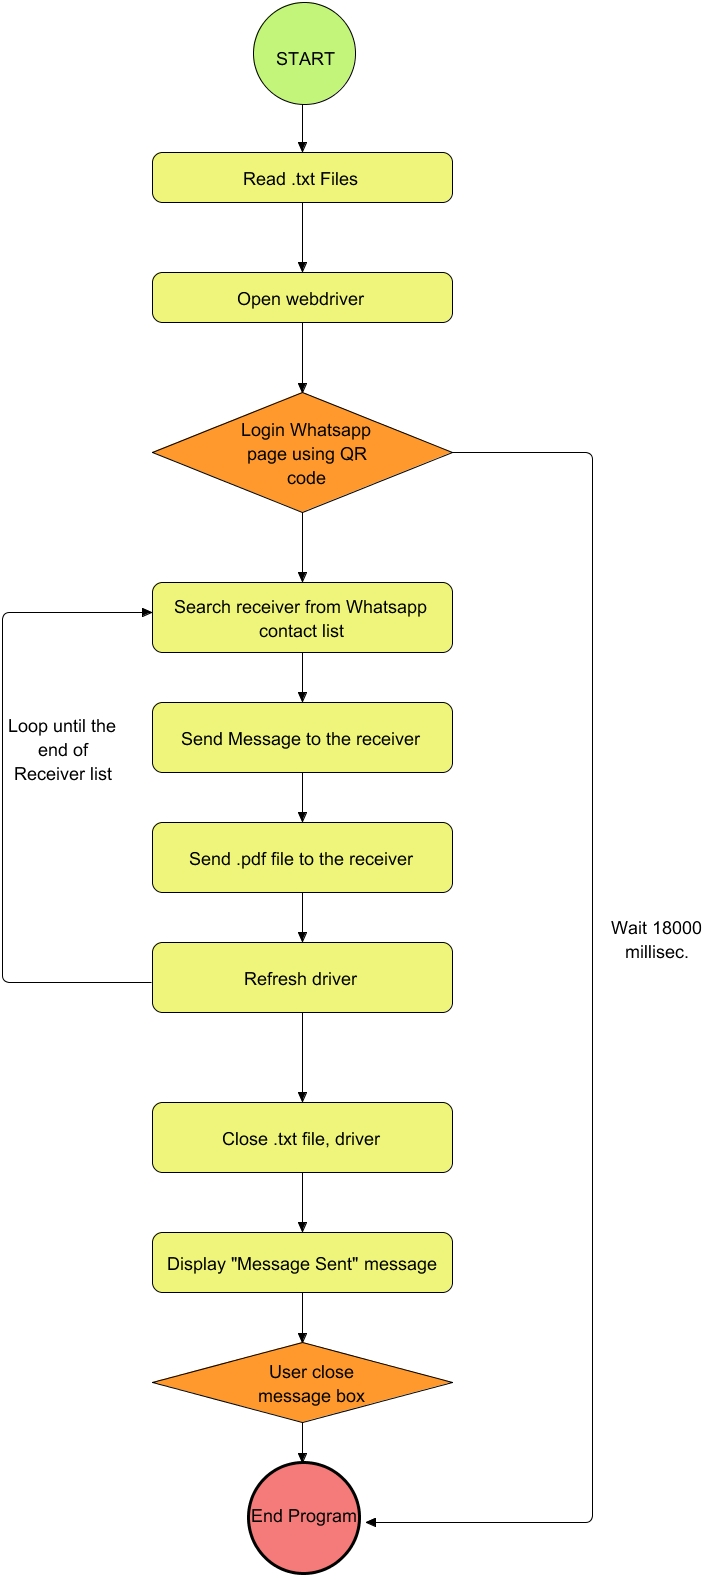 START
Read .txt Files
Open webdriver
Login Whatsapp
page using QR
code
Search receiver from Whatsapp
contact list
Loop until the
end of
Receiver list
Send Message to the receiver
Send .pdf file to the receiver
Wait 18000
millisec.
Refresh driver
Close .txt file, driver
Display "Message Sent" message
User close
message box
End Program